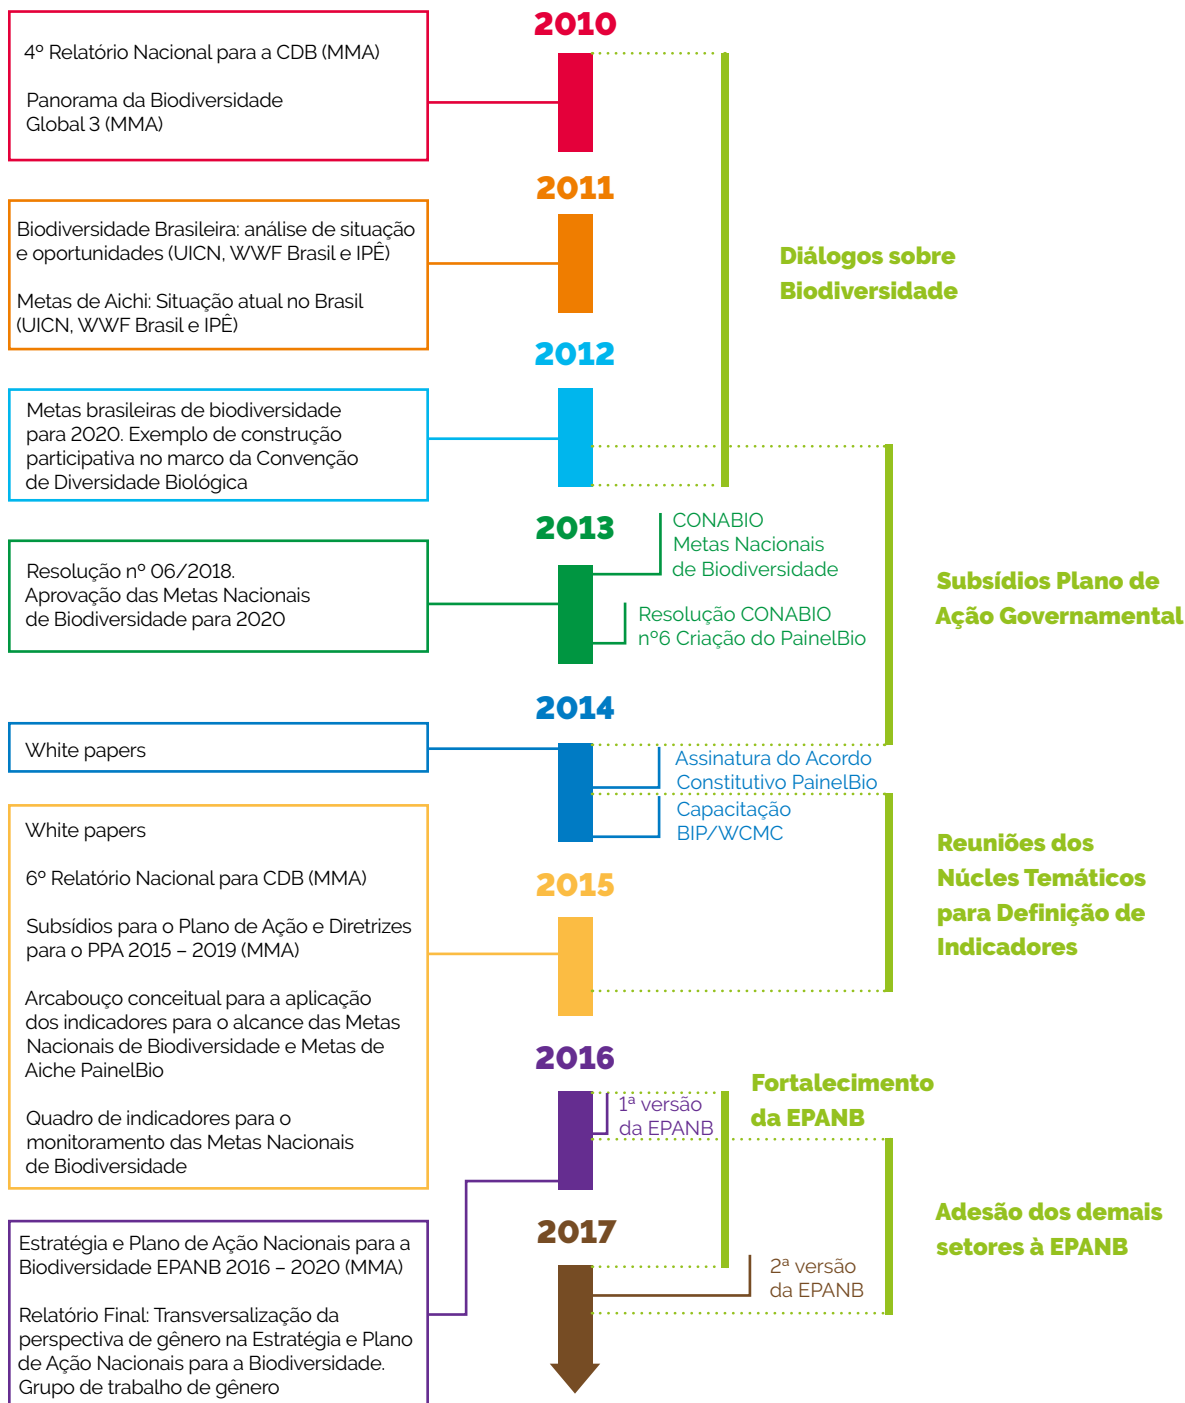 2010
4º Relatório Nacional para a CDB (MMA)
Panorama da Biodiversidade
Global 3 (MMA)
2011
Biodiversidade Brasileira: análise de situação
e oportunidades (UICN, WWF Brasil e IPÊ)
Metas de Aichi: Situação atual no Brasil
(UICN, WWF Brasil e IPÊ)
Diálogos sobre
Biodiversidade
2012
Metas brasileiras de biodiversidade
para 2020. Exemplo de construção
participativa no marco da Convenção
de Diversidade Biológica
2013
CONABIO
Metas Nacionais
de Biodiversidade
Resolução nº 06/2018.
Aprovação das Metas Nacionais
de Biodiversidade para 2020
Resolução CONABIO
nº6 Criação do PainelBio
Subsídios Plano de
Ação Governamental
2014
White papers
Assinatura do Acordo
Constitutivo PainelBio
Capacitação
BIP/WCMC
Reuniões dos
Núcles Temáticos
para Definição de
Indicadores
2015
White papers
6º Relatório Nacional para CDB (MMA)
Subsídios para o Plano de Ação e Diretrizes
para o PPA 2015 – 2019 (MMA)
Arcabouço conceitual para a aplicação
dos indicadores para o alcance das Metas
Nacionais de Biodiversidade e Metas de
Aiche PainelBio
Quadro de indicadores para o
monitoramento das Metas Nacionais
de Biodiversidade
2016
1ª versão
da EPANB
Fortalecimento
da EPANB
Adesão dos demais
setores à EPANB
2017
2ª versão
da EPANB
Estratégia e Plano de Ação Nacionais para a
Biodiversidade EPANB 2016 – 2020 (MMA)
Relatório Final: Transversalização da
perspectiva de gênero na Estratégia e Plano
de Ação Nacionais para a Biodiversidade.
Grupo de trabalho de gênero